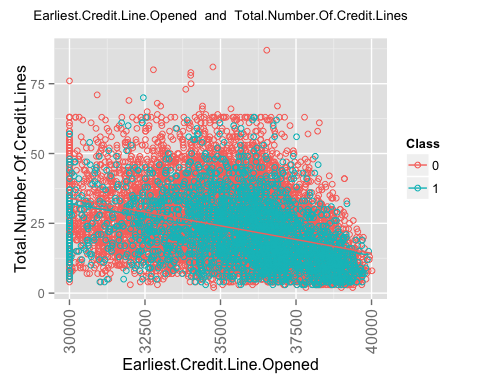 Earliest.Credit.Line.Opened and Total.Number.Of.Credit.Lines
Total.Number.Of.Credit.Lines
75
50
25
0
30000
32500
35000
37500
40000
Earliest.Credit.Line.Opened
Class
0
1